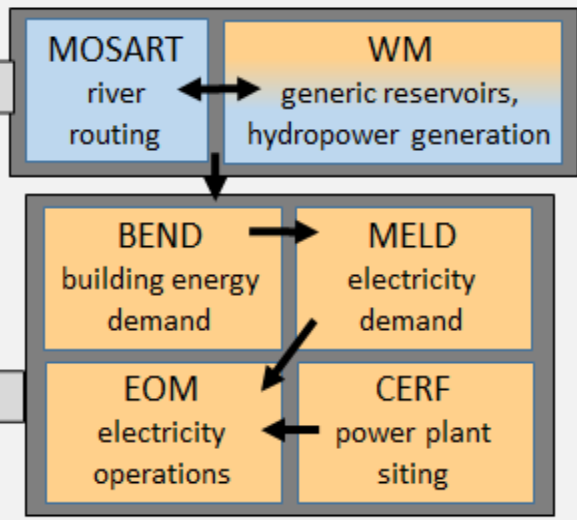 MOSART
river
routing
WM
generic reservoirs,
hydropower generation
BEND
building energy
demand
MELD
electricity
demand
EOM
electricity
operations
CERF
power plant
siting